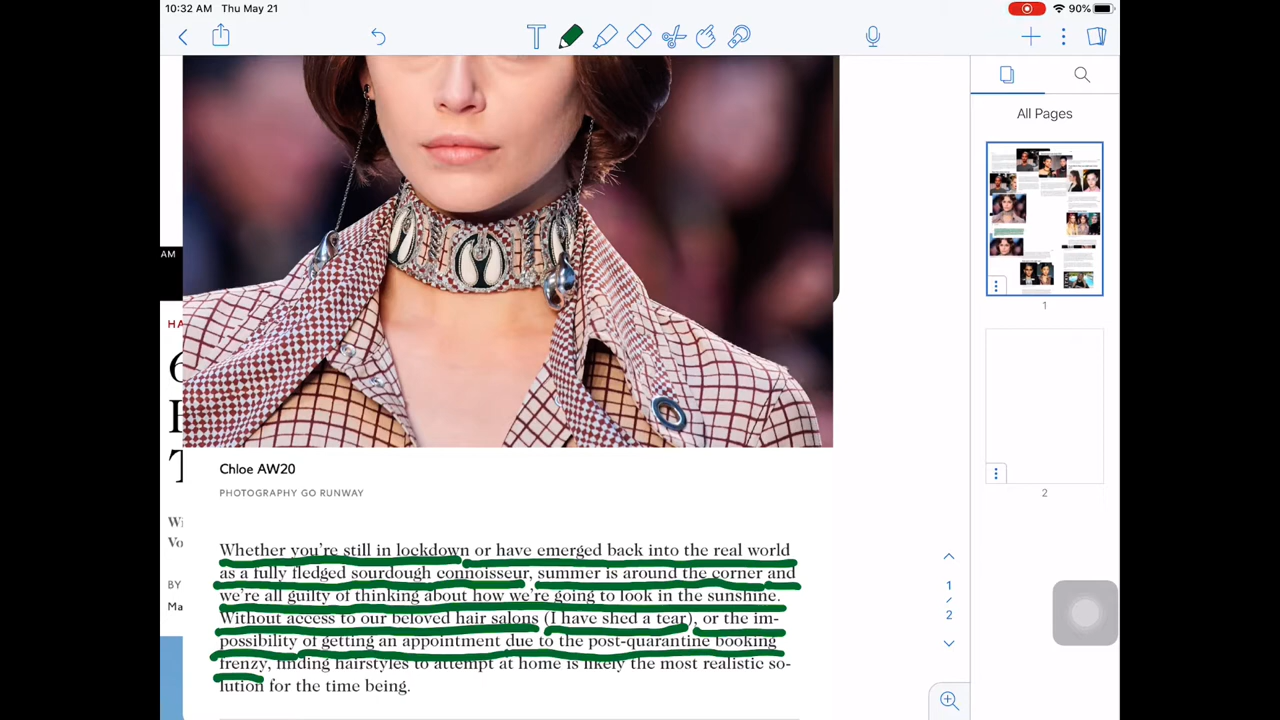 10:32 AM Thu May 21
90%
T
All Pages
AM
HA
6
T
Wi
Vo
BY
Ma
Chloe AW20
PHOTOGRAPHY GO RUNWAY
Whether you're still in lockdown or have emerged back into the real world
as a fully fledged sourdough connoisseur, summer is around the corner and
we're all guilty of thinking about how we're going to look in the sunshine.
Without access to our beloved hair salons (I have shed a tear), or the im-
possibility of getting an appointment due to the post-quarantine booking
frenzy, finding hairstyles to attempt at home is likely the most realistic so-
lution for the time being.
1
2
1
2